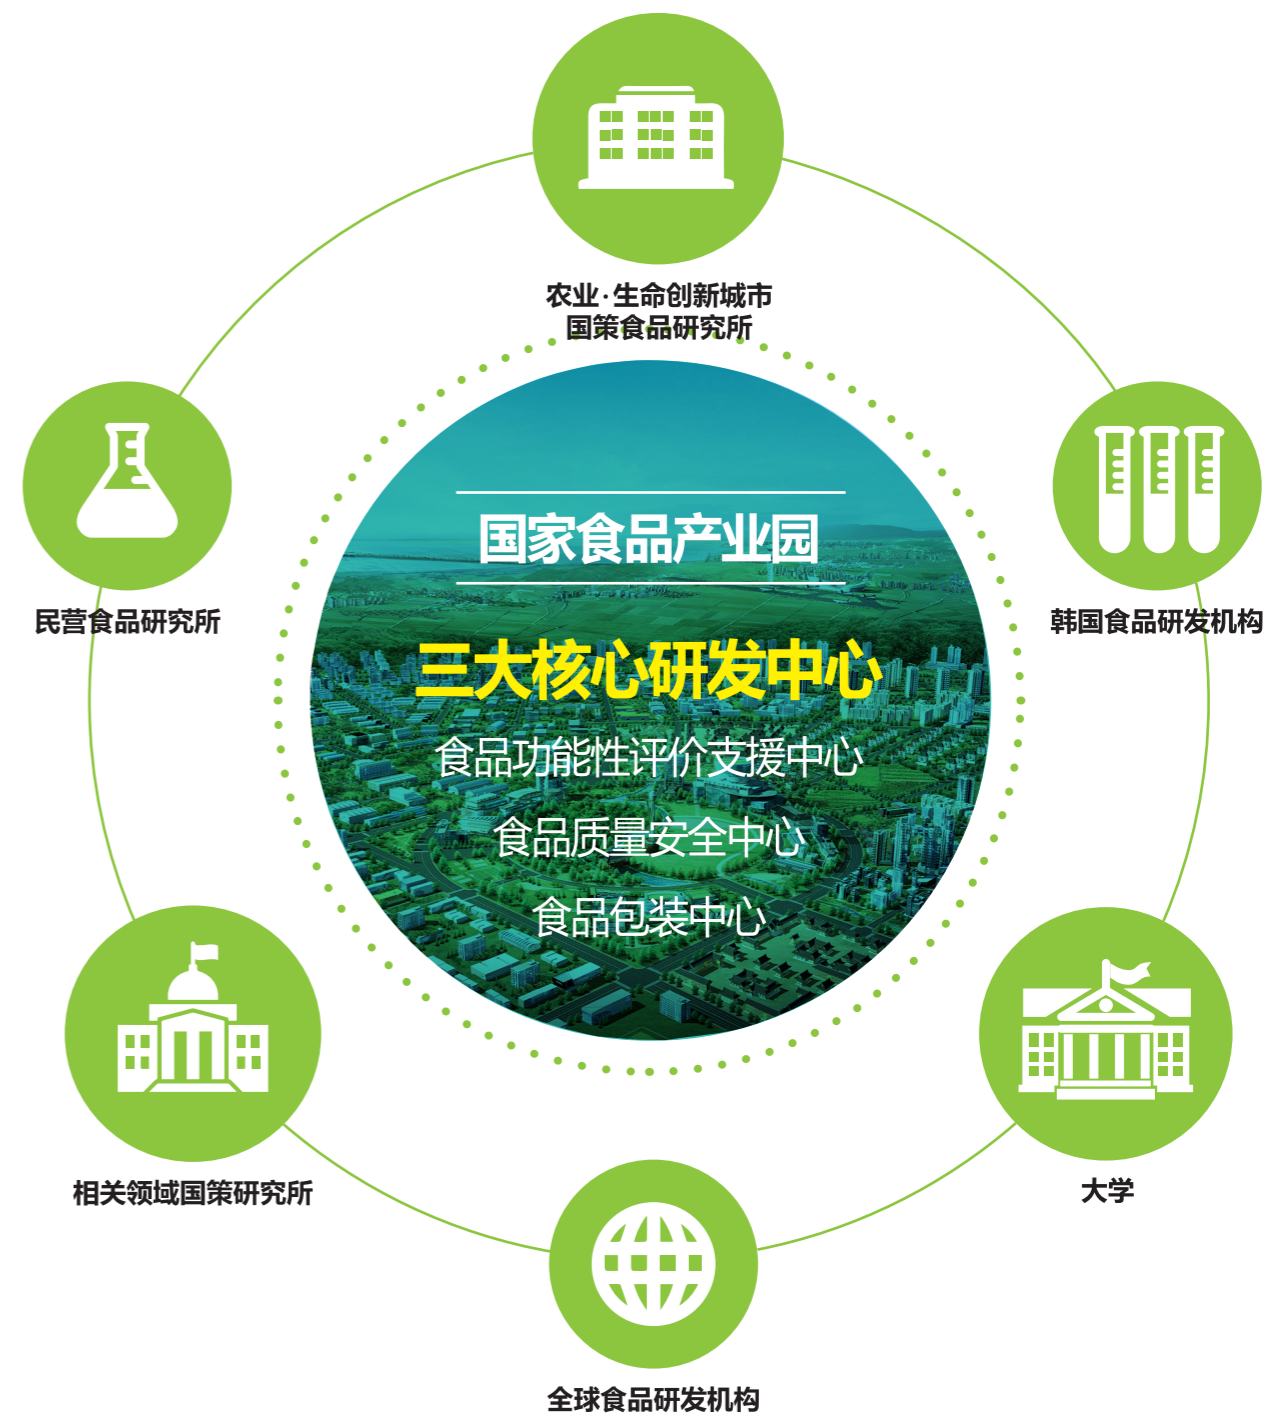 农业·生命创新城市
国策食品研究所
国家食品产业园
三大核心研发中心
食品功能性评价支援中心
食品质量安全中心
食品包装中心
民营食品研究所
韩国食品研发机构
相关领域国策研究所
大学
全球食品研发机构